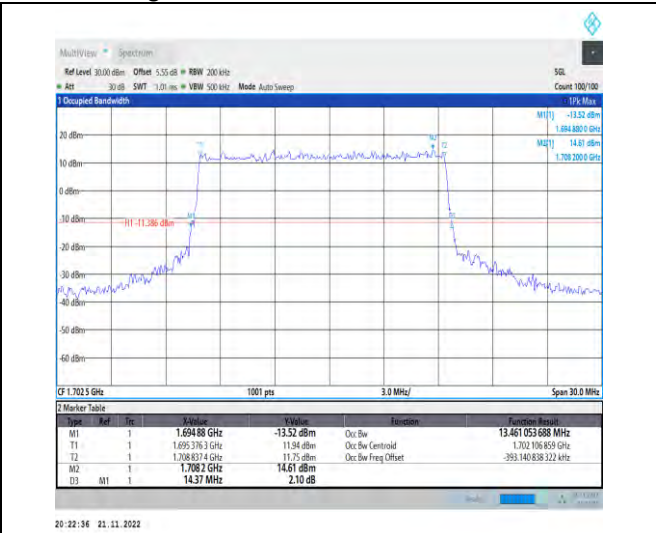 MultiView Spectrum
Ref Level 30.00 dBm Offset 5.55 dB RBW 200 kHz SGL
Att 30 dB SWT 1.01 ms VBW 500 kHz Mode Auto Sweep Count 100/100
1 Occupied Bandwidth 1Pk Max
M1[1] -13.52 dBm
1.694 880 0 GHz
M2[1] 14.61 dBm
1.708 200 0 GHz
20 dBm
M2
T1 T2
10 dBm
0 dBm
-10 dBm
M1
H1 -11.386 dBm
-20 dBm
-30 dBm
-40 dBm
-50 dBm
-60 dBm
CF 1.702 5 GHz 1001 pts 3.0 MHz/ Span 30.0 MHz
2 Marker Table
Type Ref Trc X-Value Y-Value Function Function Result
M1 1 1.694 88 GHz -13.52 dBm Occ Bw 13.461 053 688 MHz
T1 1 1.695 376 3 GHz 11.94 dBm Occ Bw Centroid 1.702 106 859 GHz
T2 1 1.708 837 4 GHz 11.75 dBm Occ Bw Freq Offset -393.140 838 322 kHz
M2 1 1.708 2 GHz 14.61 dBm
D3 M1 1 14.37 MHz 2.10 dB
20:22:36 21.11.2022